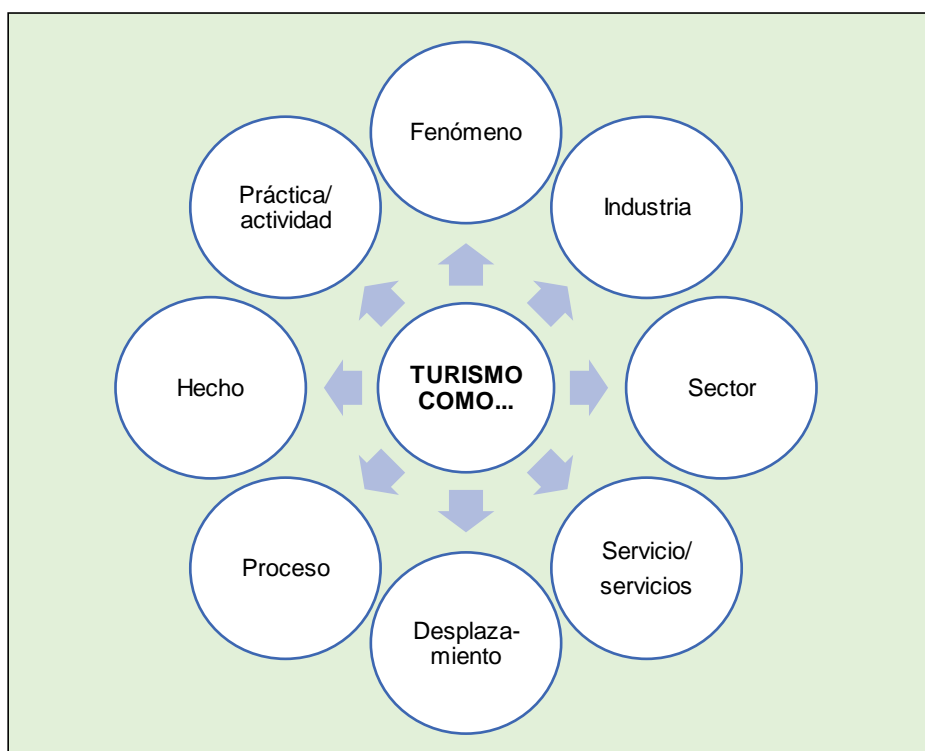 Fenómeno
Práctica/
actividad
Industria
Hecho
TURISMO
COMO...
Sector
Proceso
Servicio/
servicios
Desplaza-
miento